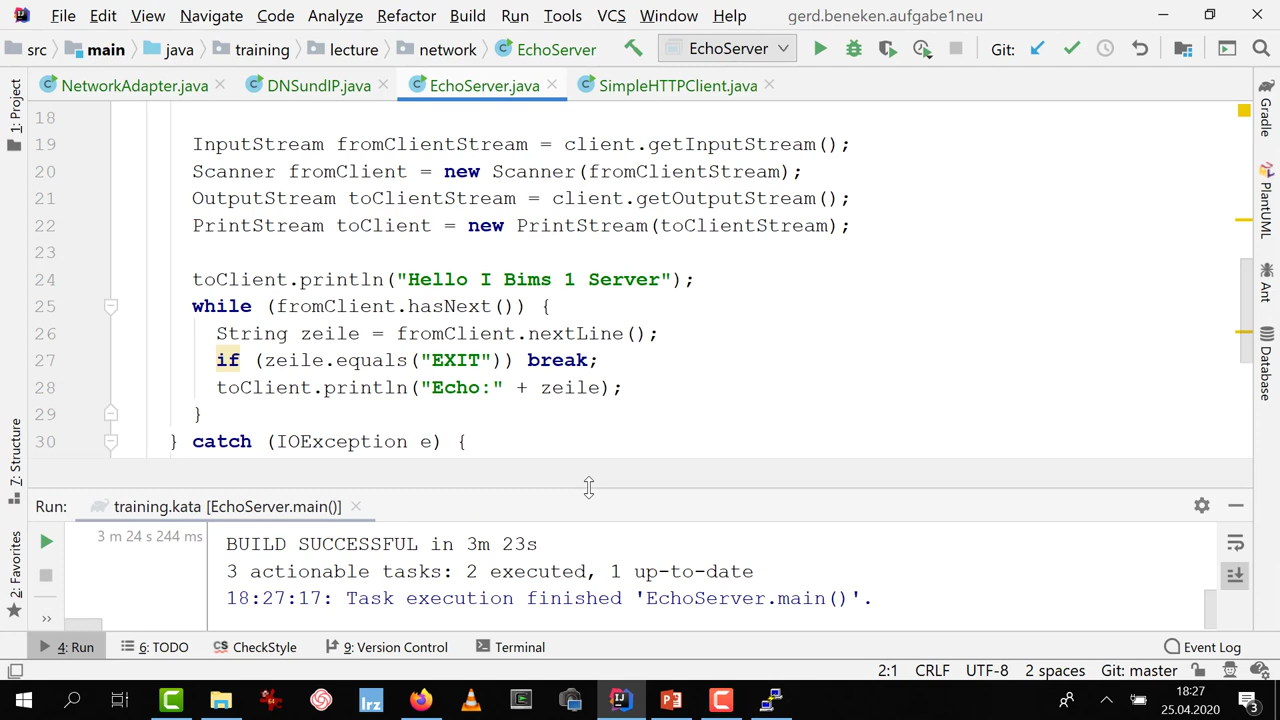 File Edit View Navigate Code Analyze Refactor Build Run Tools VCS Window Help gerd.beneken.aufgabe1neu
src main java training lecture network EchoServer EchoServer Git:
NetworkAdapter.java DNSundIP.java EchoServer.java SimpleHTTPClient.java
18
19 InputStream fromClientStream = client.getInputStream();
20 Scanner fromClient = new Scanner(fromClientStream);
21 OutputStream toClientStream = client.getOutputStream();
22 PrintStream toClient = new PrintStream(toClientStream);
23
24 toClient.println("Hello I Bims 1 Server");
25 while (fromClient.hasNext()) {
26 String zeile = fromClient.nextLine();
27 if (zeile.equals("EXIT")) break;
28 toClient.println("Echo:" + zeile);
29 }
30 } catch (IOException e) {
1: Project
7: Structure
2: Favorites
Gradle
PlantUML
Ant
Database
Run: training.kata [EchoServer.main()]
3 m 24 s 244 ms
BUILD SUCCESSFUL in 3m 23s
3 actionable tasks: 2 executed, 1 up-to-date
18:27:17: Task execution finished 'EchoServer.main()'.
4: Run 6: TODO CheckStyle 9: Version Control Terminal Event Log
2:1 CRLF UTF-8 2 spaces Git: master
lrz
18:27
25.04.2020
3